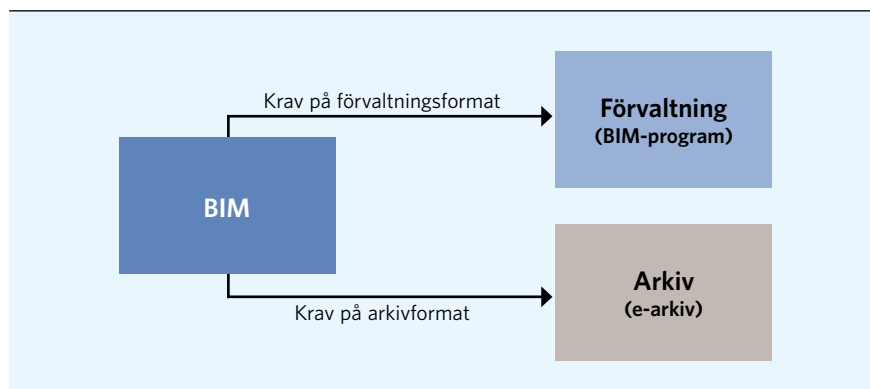 Krav på förvaltningsformat
Förvaltning
(BIM-program)
BIM
Arkiv
(e-arkiv)
Krav på arkivformat